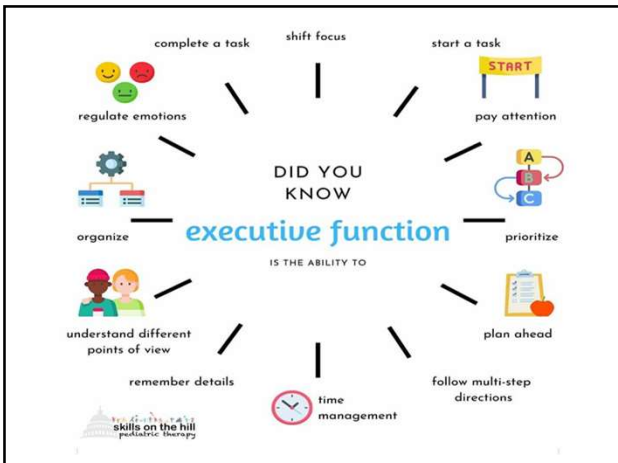 shift focus
complete a task
start a task
START
regulate emotions
pay attention
A
B
C
DID YOU
KNOW
executive function
IS THE ABILITY TO
organize
prioritize
understand different
points of view
plan ahead
remember details
time
management
follow multi-step
directions
skills on the hill
pediatric therapy